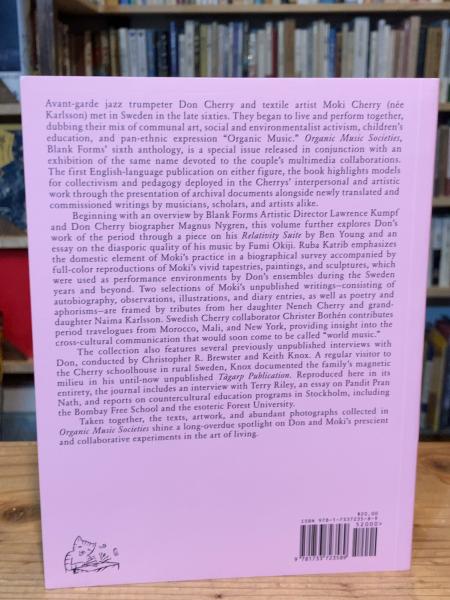 Avant-garde jazz trumpeter Don Cherry and textile artist Moki Cherry (née
Karlsson) met in Sweden in the late sixties. They began to live and perform together,
dubbing their mix of communal art, social and environmentalist activism, children's
education, and pan-ethnic expression “Organic Music.” Organic Music Societies,
Blank Forms' sixth anthology, is a special issue released in conjunction with an
exhibition of the same name devoted to the couple's multimedia collaborations.
The first English-language publication on either figure, the book highlights models
for collectivism and pedagogy deployed in the Cherrys' interpersonal and artistic
work through the presentation of archival documents alongside newly translated and
commissioned writings by musicians, scholars, and artists alike.
Beginning with an overview by Blank Forms Artistic Director Lawrence Kumpf
and Don Cherry biographer Magnus Nygren, this volume further explores Don's
work of the period through a piece on his Relativity Suite by Ben Young and an
essay on the diasporic quality of his music by Fumi Okiji. Ruba Katrib emphasizes
the domestic element of Moki's practice in a biographical survey accompanied by
full-color reproductions of Moki's vivid tapestries, paintings, and sculptures, which
were used as performance environments by Don's ensembles during the Sweden
years and beyond. Two selections of Moki's unpublished writings—consisting of
autobiography, observations, illustrations, and diary entries, as well as poetry and
aphorisms—are framed by tributes from her daughter Neneh Cherry and grand-
daughter Naima Karlsson. Swedish Cherry collaborator Christer Bothén contributes
period travelogues from Morocco, Mali, and New York, providing insight into the
cross-cultural communication that would soon come to be called “world music.”
The collection also features several previously unpublished interviews with
Don, conducted by Christopher R. Brewster and Keith Knox. A regular visitor to
the Cherry schoolhouse in rural Sweden, Knox documented the family's magnetic
milieu in his until-now unpublished Tågarp Publication. Reproduced here in its
entirety, the journal includes an interview with Terry Riley, an essay on Pandit Pran
Nath, and reports on countercultural education programs in Stockholm, including
the Bombay Free School and the esoteric Forest University.
Taken together, the texts, artwork, and abundant photographs collected in
Organic Music Societies shine a long-overdue spotlight on Don and Moki's prescient
and collaborative experiments in the art of living.
$20.00
ISBN 978-1-7337235-8-9
52000>
9 781733 723589